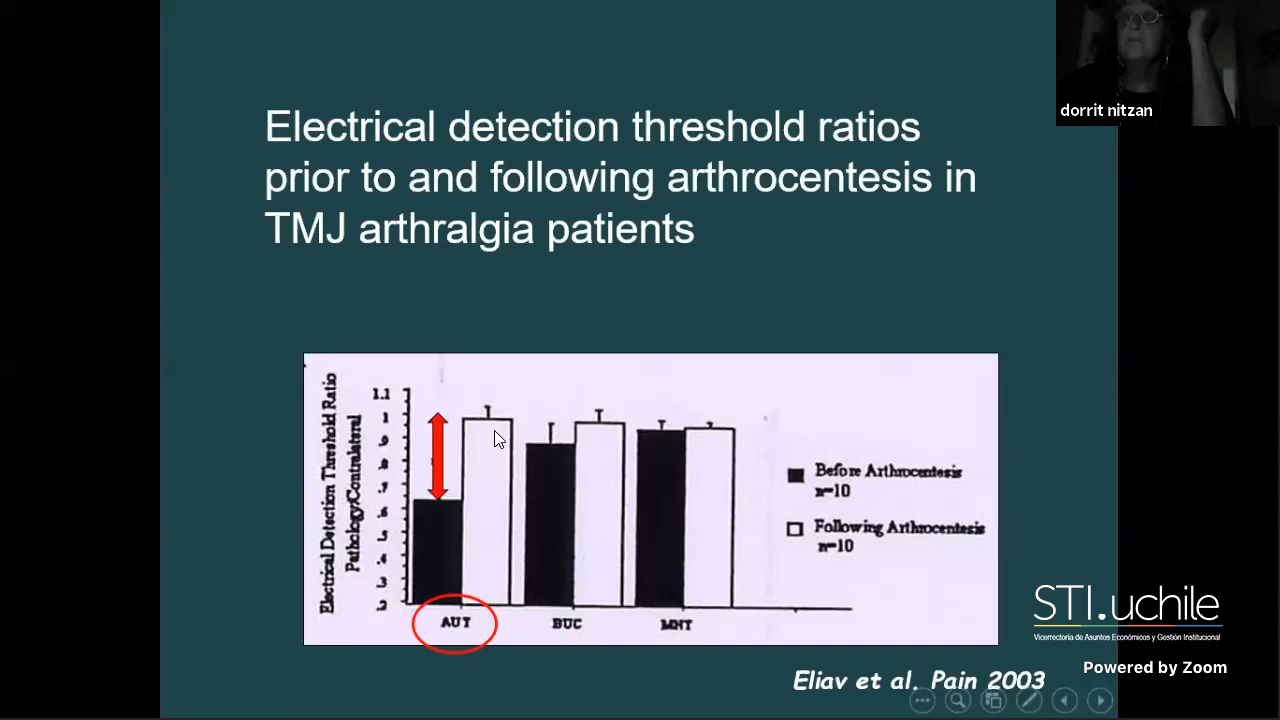 dorrit nitzan
Electrical detection threshold ratios
prior to and following arthrocentesis in
TMJ arthralgia patients
Electrical Detection Threshold Ratio
Pathology/Contralateral
1.1
1
.9
.8
.7
.6
.5
.4
.3
.2
AUT
BUC
MNT
Before Arthrocentesis
n=10
Following Arthrocentesis
n=10
Eliav et al. Pain 2003
STI.uchile
Vicerrectoría de Asuntos Económicos y Gestión Institucional
Powered by Zoom